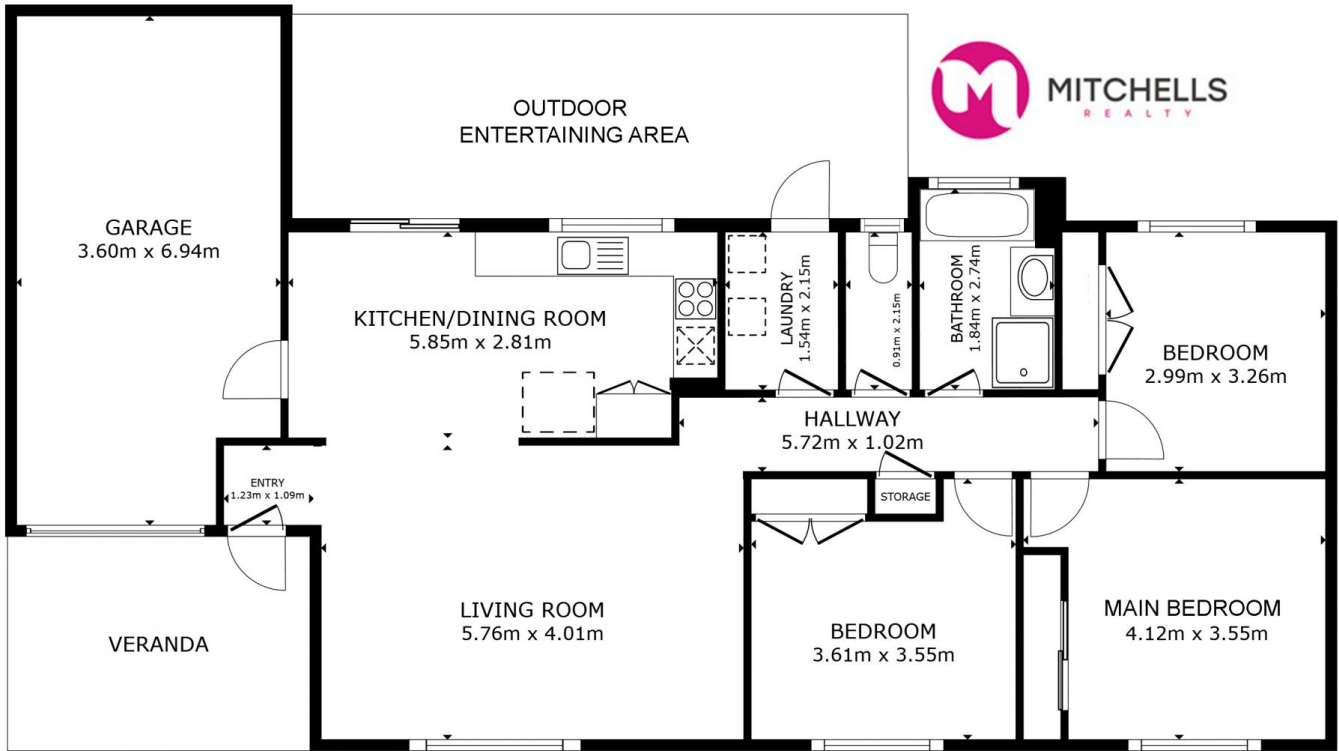 MITCHELLS
REALTY
OUTDOOR
ENTERTAINING AREA
GARAGE
3.60m x 6.94m
KITCHEN/DINING ROOM
5.85m x 2.81m
LAUNDRY
1.54m x 2.15m
0.91m x 2.15m
BATHROOM
1.84m x 2.74m
BEDROOM
2.99m x 3.26m
HALLWAY
5.72m x 1.02m
ENTRY
1.23m x 1.09m
STORAGE
LIVING ROOM
5.76m x 4.01m
VERANDA
BEDROOM
3.61m x 3.55m
MAIN BEDROOM
4.12m x 3.55m